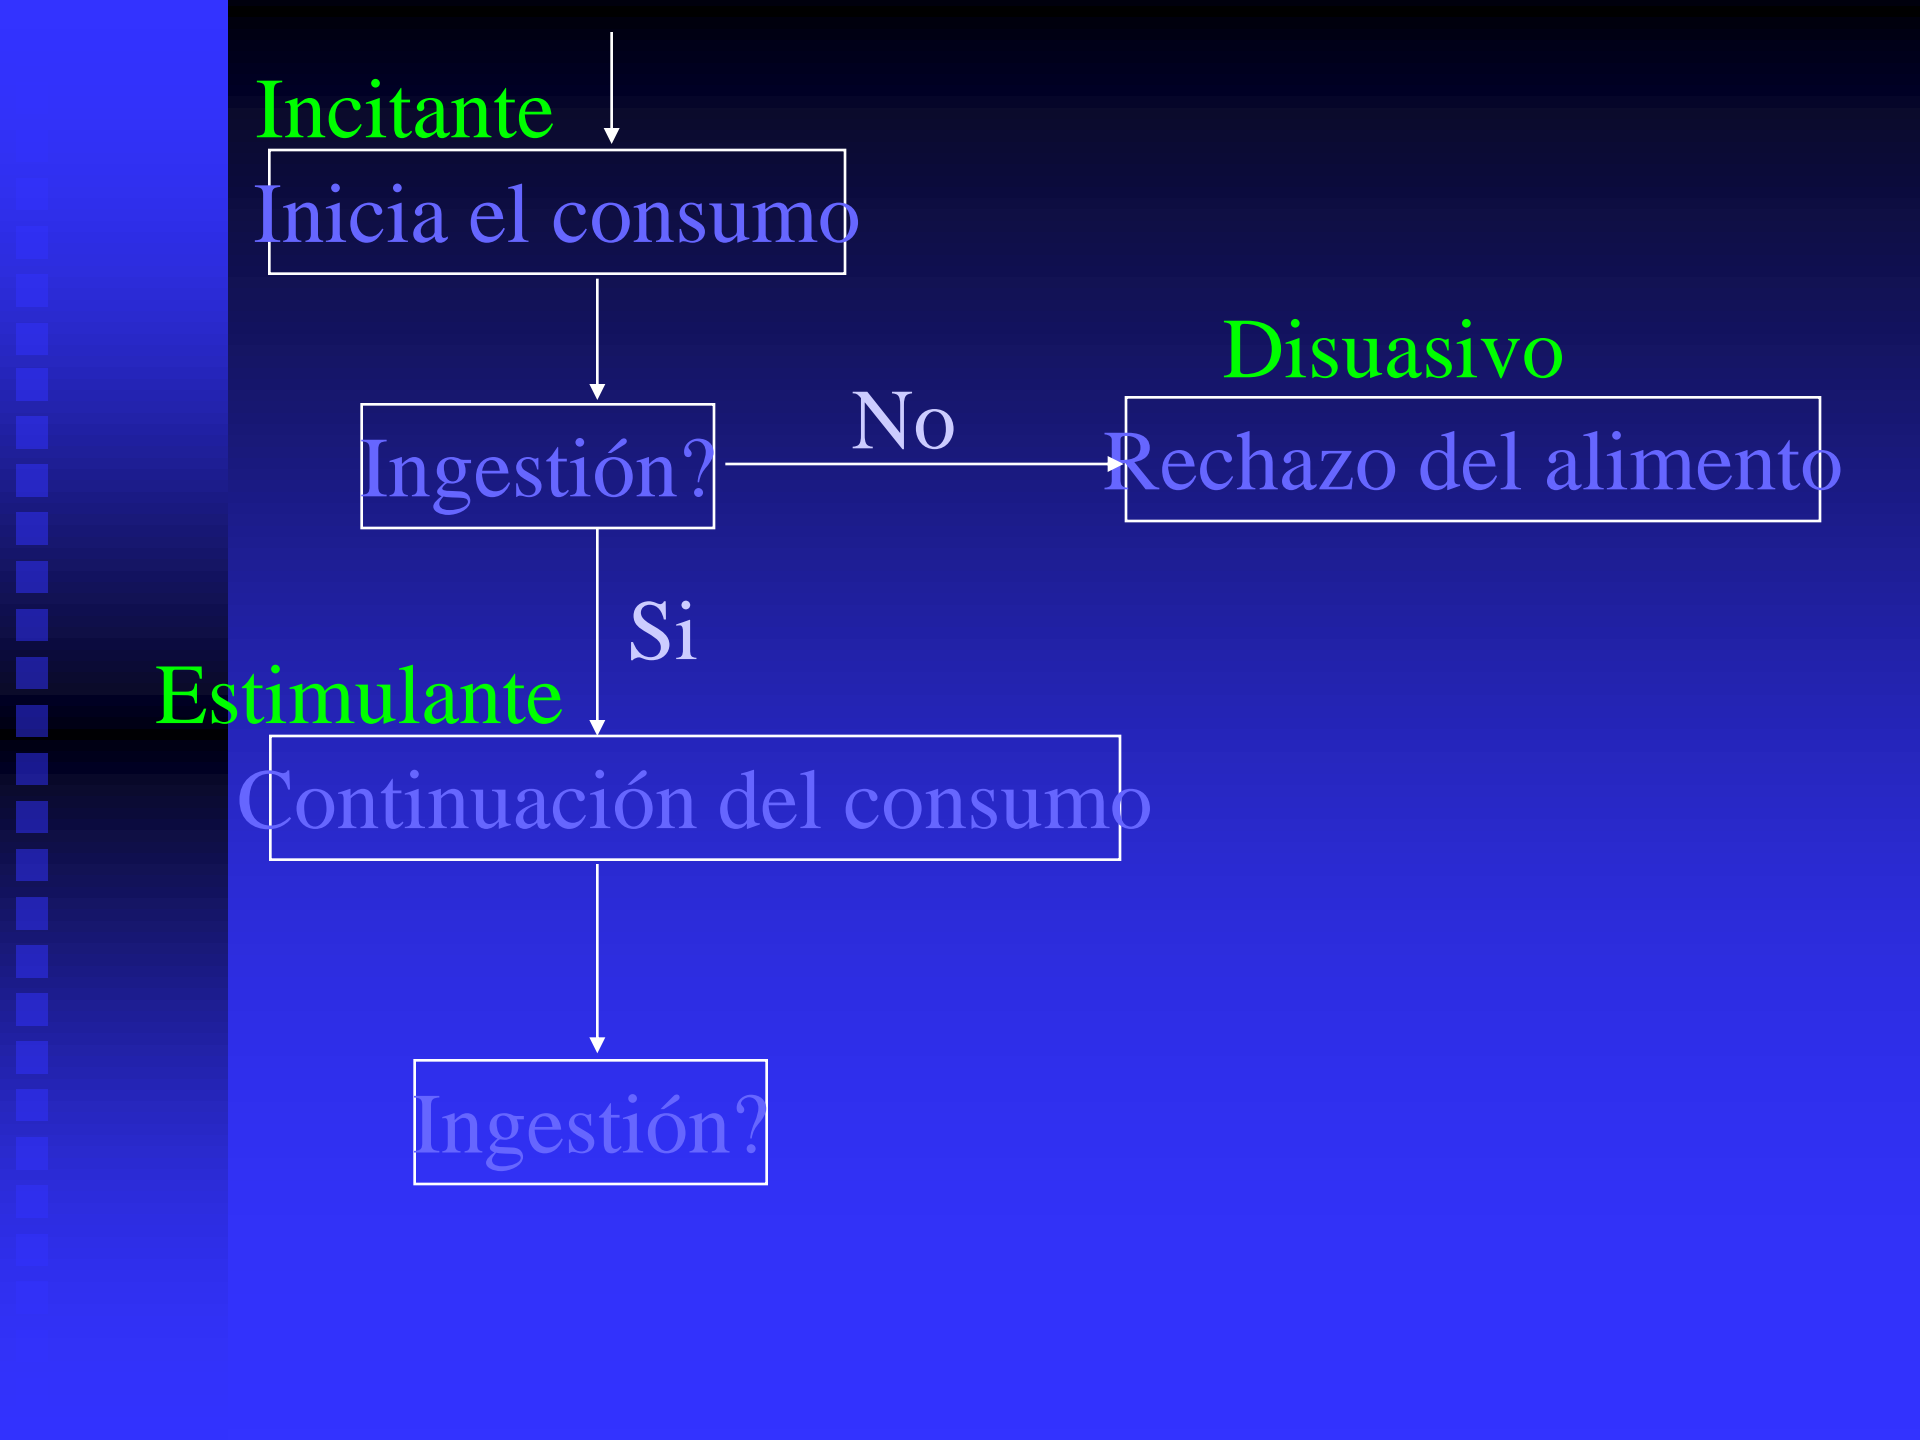 Incitante
Inicia el consumo
Disuasivo
No
Ingestión?
Rechazo del alimento
Si
Estimulante
Continuación del consumo
Ingestión?